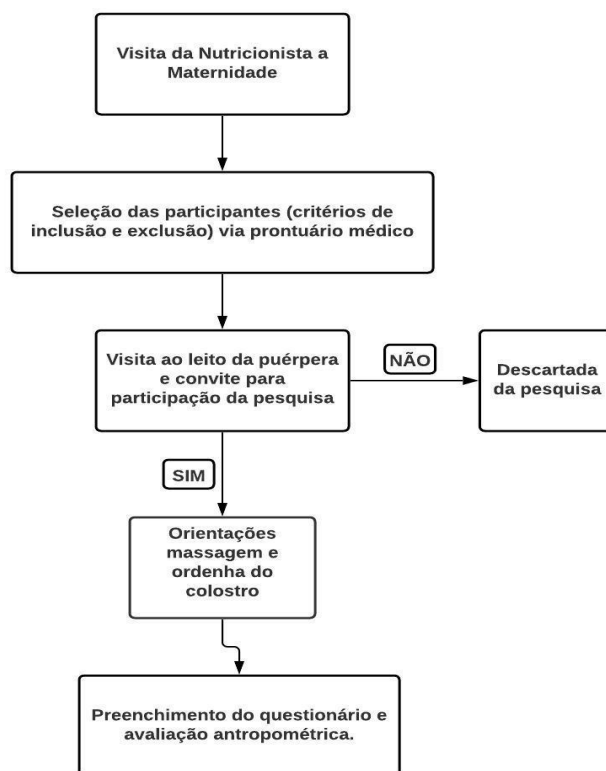 Visita da Nutricionista a
Maternidade
Seleção das participantes (critérios de
inclusão e exclusão) via prontuário médico
Visita ao leito da puérpera
e convite para
participação da pesquisa
NÃO
Descartada
da pesquisa
SIM
Orientações
massagem e
ordenha do
colostro
Preenchimento do questionário e
avaliação antropométrica.